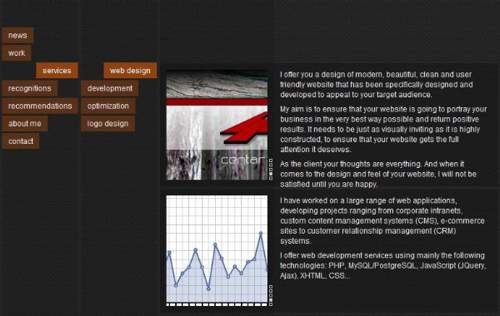 news
work
services
web design
recognitions
development
recommendations
optimization
about me
logo design
contact
I offer you a design of modern, beautiful, clean and user
friendly website that has been specifically designed and
developed to appeal to your target audience.
My aim is to ensure that your website is going to portray your
business in the very best way possible and return positive
results. It needs to be just as visually inviting as it is highly
constructed, to ensure that your website gets the full
attention it deserves.
As the client your thoughts are everything. And when it
comes to the design and feel of your website, I will not be
satisfied until you are happy.
I have worked on a large range of web applications,
developing projects ranging from corporate intranets,
custom content management systems (CMS), e-commerce
sites to customer relationship management (CRM)
systems.
I offer web development services using mainly the following
technologies: PHP, MySQL/PostgreSQL, JavaScript (JQuery,
Ajax), XHTML, CSS...